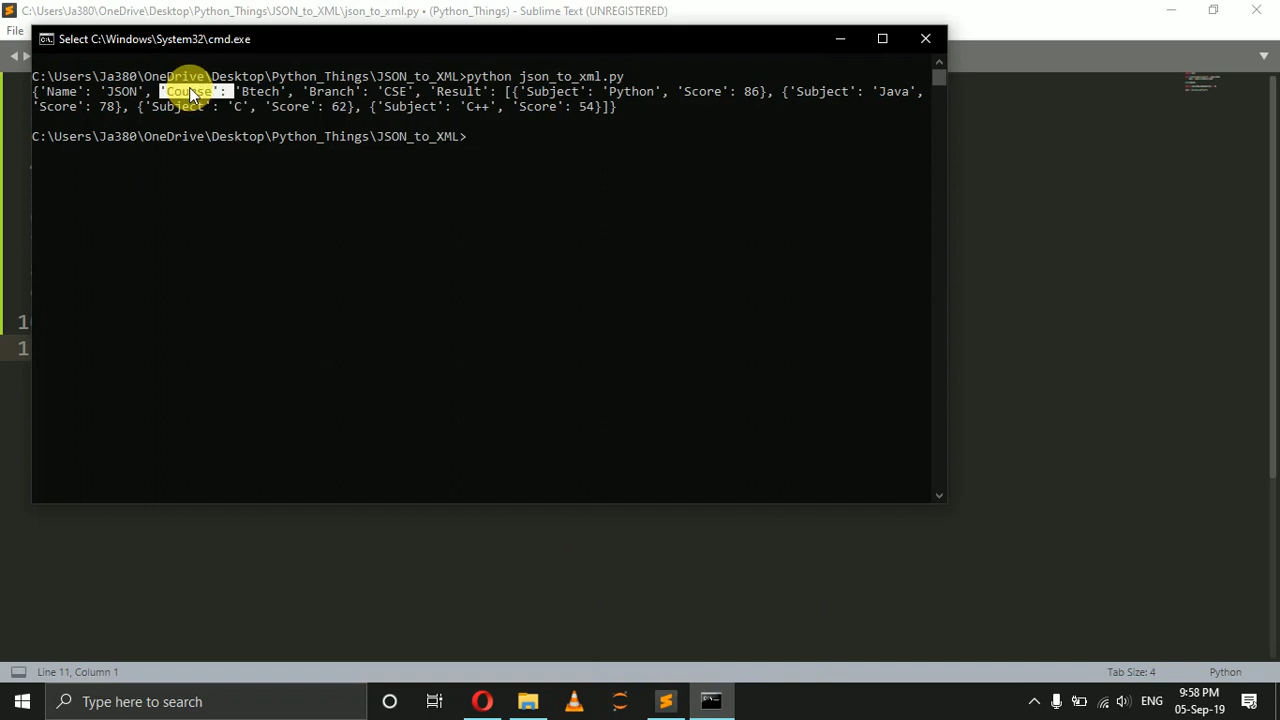 C:\Users\Ja380\OneDrive\Desktop\Python_Things\JSON_to_XML\json_to_xml.py • (Python_Things) - Sublime Text (UNREGISTERED)
File
Select C:\Windows\System32\cmd.exe
C:\Users\Ja380\OneDrive\Desktop\Python_Things\JSON_to_XML>python json_to_xml.py
{'Name': 'JSON', 'Course': 'Btech', 'Branch': 'CSE', 'Result': [{'Subject': 'Python', 'Score': 86}, {'Subject': 'Java',
'Score': 78}, {'Subject': 'C', 'Score': 62}, {'Subject': 'C++', 'Score': 54}]}
C:\Users\Ja380\OneDrive\Desktop\Python_Things\JSON_to_XML>
Line 11, Column 1
Tab Size: 4
Python
Type here to search
ENG
9:58 PM
05-Sep-19